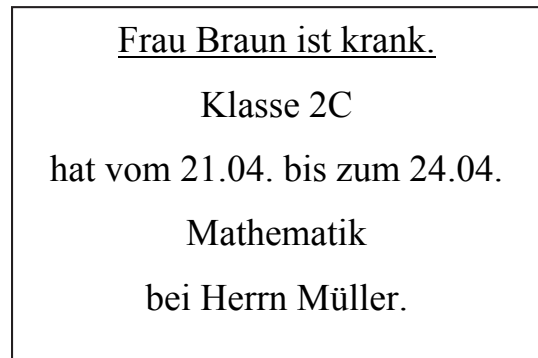 Frau Braun ist krank.
Klasse 2C
hat vom 21.04. bis zum 24.04.
Mathematik
bei Herrn Müller.